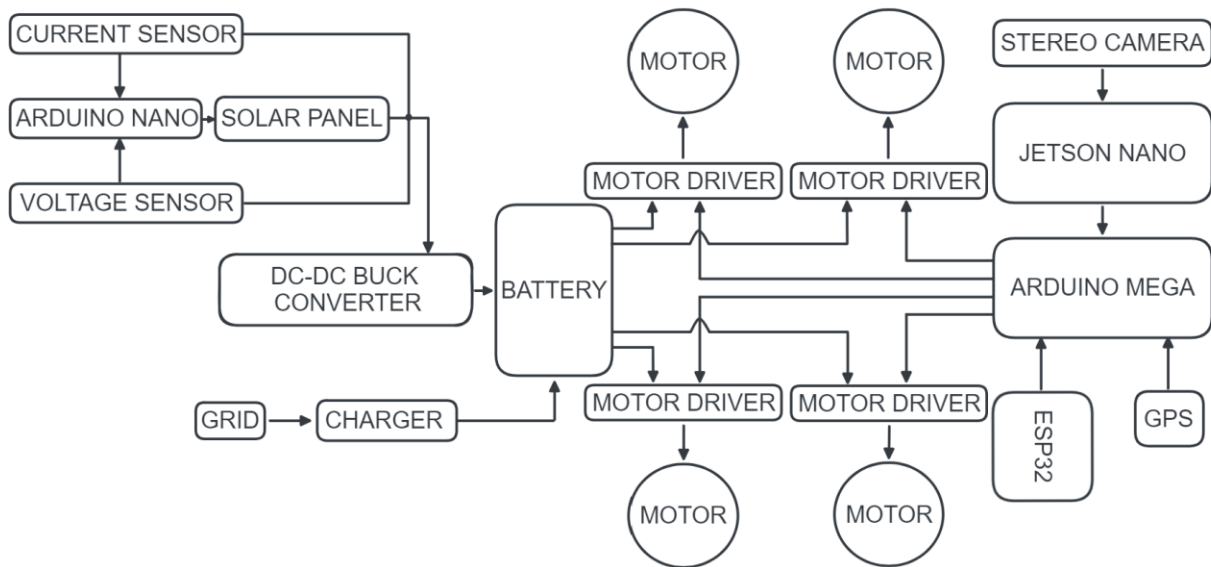 CURRENT SENSOR
ARDUINO NANO
SOLAR PANEL
VOLTAGE SENSOR
DC-DC BUCK
CONVERTER
GRID
CHARGER
BATTERY
MOTOR
MOTOR
MOTOR DRIVER
MOTOR DRIVER
MOTOR DRIVER
MOTOR DRIVER
MOTOR
MOTOR
STEREO CAMERA
JETSON NANO
ARDUINO MEGA
ESP32
GPS